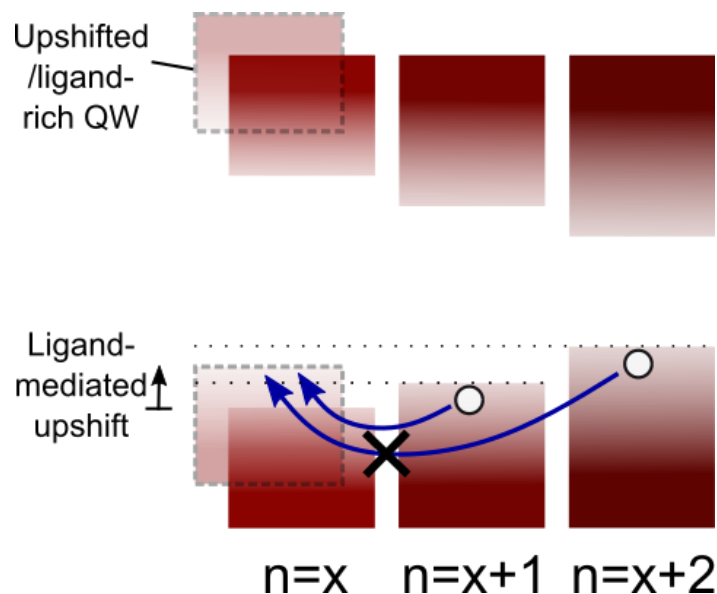 Upshifted
/ligand-
rich QW
Ligand-
mediated
upshift
n=x n=x+1 n=x+2